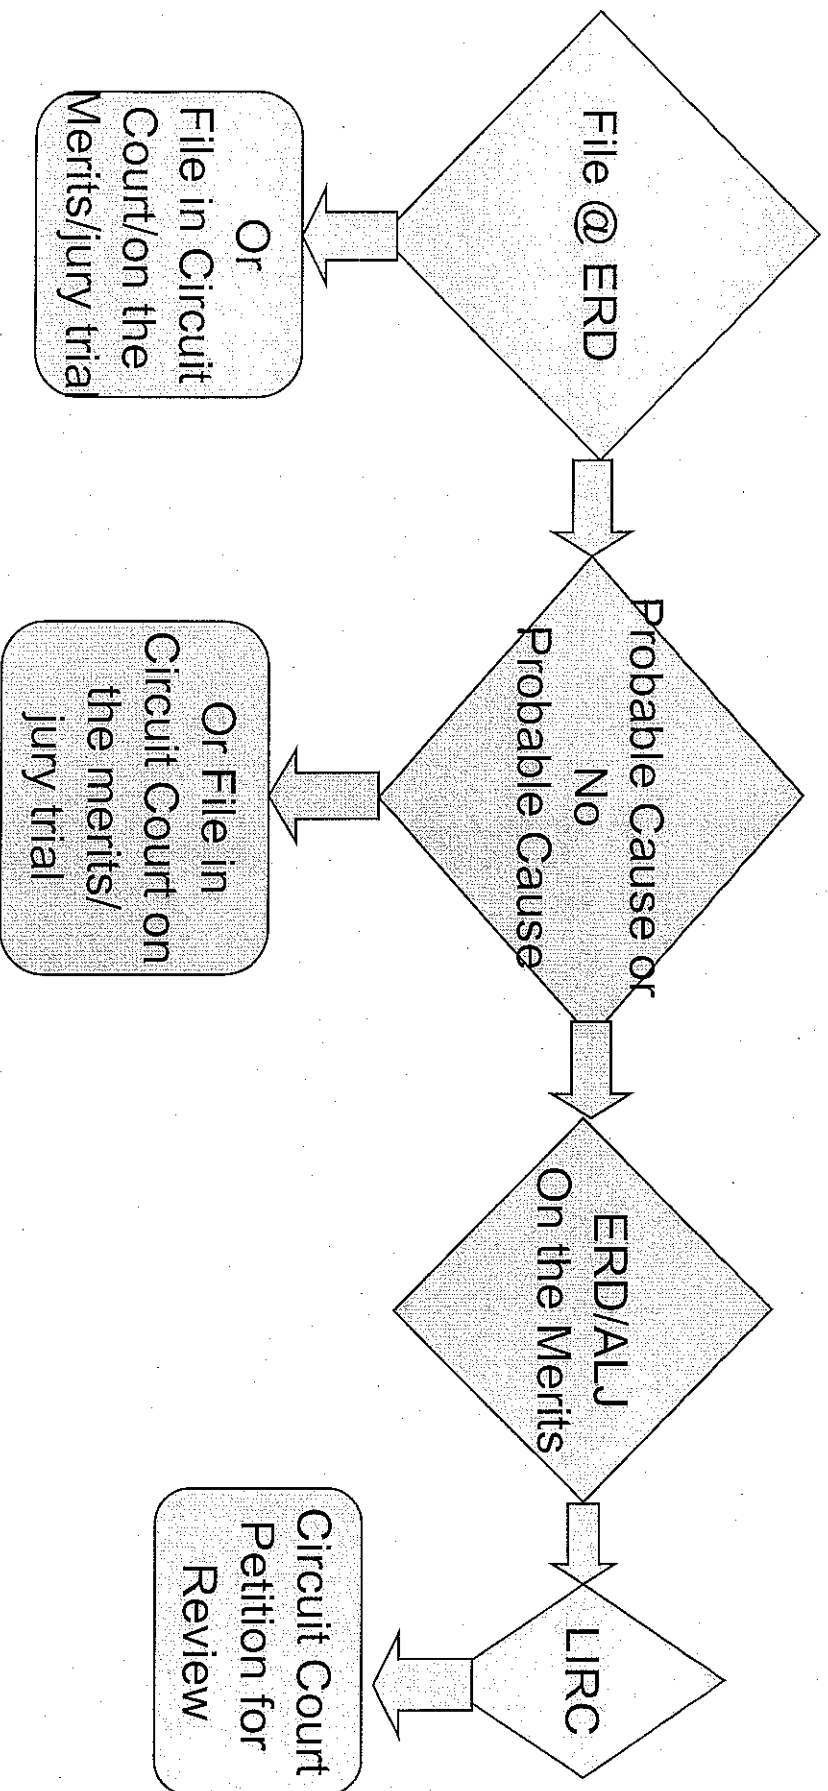 File @ ERD
Or
File in Circuit
Court/on the
Merits/jury trial
Probable Cause or
No
Probable Cause
Or File in
Circuit Court on
the merits/
jury trial
ERD/ALJ
On the Merits
LIRC
Circuit Court
Petition for
Review